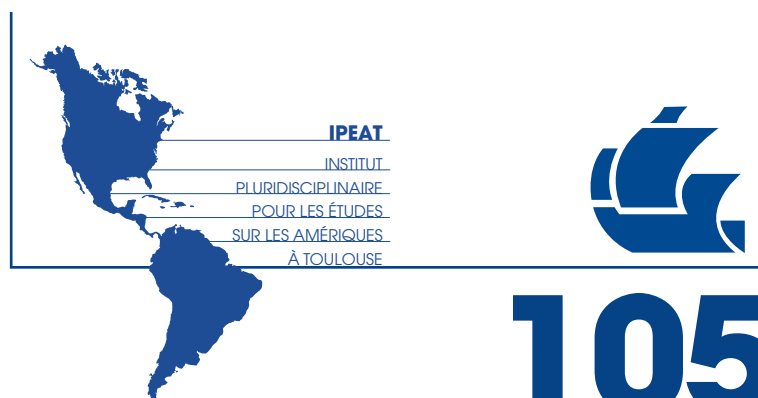 IPEAT
INSTITUT
PLURIDISCIPLINAIRE
POUR LES ÉTUDES
SUR LES AMÉRIQUES
À TOULOUSE
105